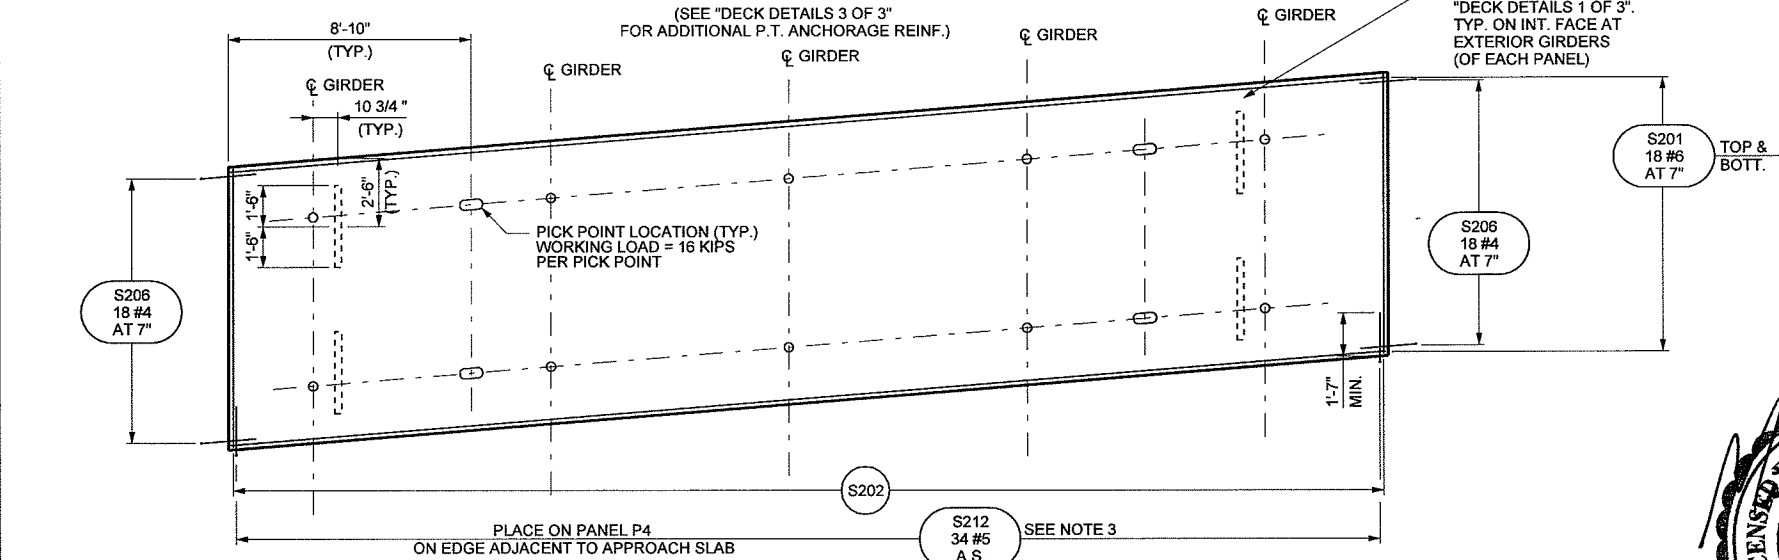 (SEE "DECK DETAILS 3 OF 3"
FOR ADDITIONAL P.T. ANCHORAGE REINF.)
"DECK DETAILS 1 OF 3".
TYP. ON INT. FACE AT
EXTERIOR GIRDERS
(OF EACH PANEL)
8'-10"
(TYP.)
℄ GIRDER
℄ GIRDER
℄ GIRDER
℄ GIRDER
℄ GIRDER
10 3/4 "
(TYP.)
1'-6"
1'-6"
2'-6"
(TYP.)
PICK POINT LOCATION (TYP.)
WORKING LOAD = 16 KIPS
PER PICK POINT
S206
18 #4
AT 7"
S206
18 #4
AT 7"
S201
18 #6
AT 7"
TOP &
BOTT.
1'-7"
MIN.
S202
PLACE ON PANEL P4
ON EDGE ADJACENT TO APPROACH SLAB
S212
34 #5
A.S.
SEE NOTE 3